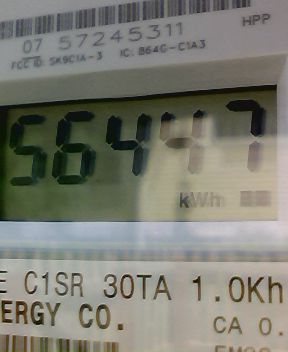 07 57245311 HPP
FCC ID: SK9C1A-3 IC: 864G-C1A3
56447
kWh
E C1SR 30TA 1.0Kh
ERGY CO. CA 0.